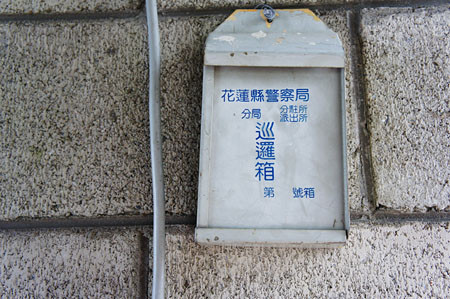 花蓮縣警察局
分局 分駐所
派出所
巡邏箱
第 號箱